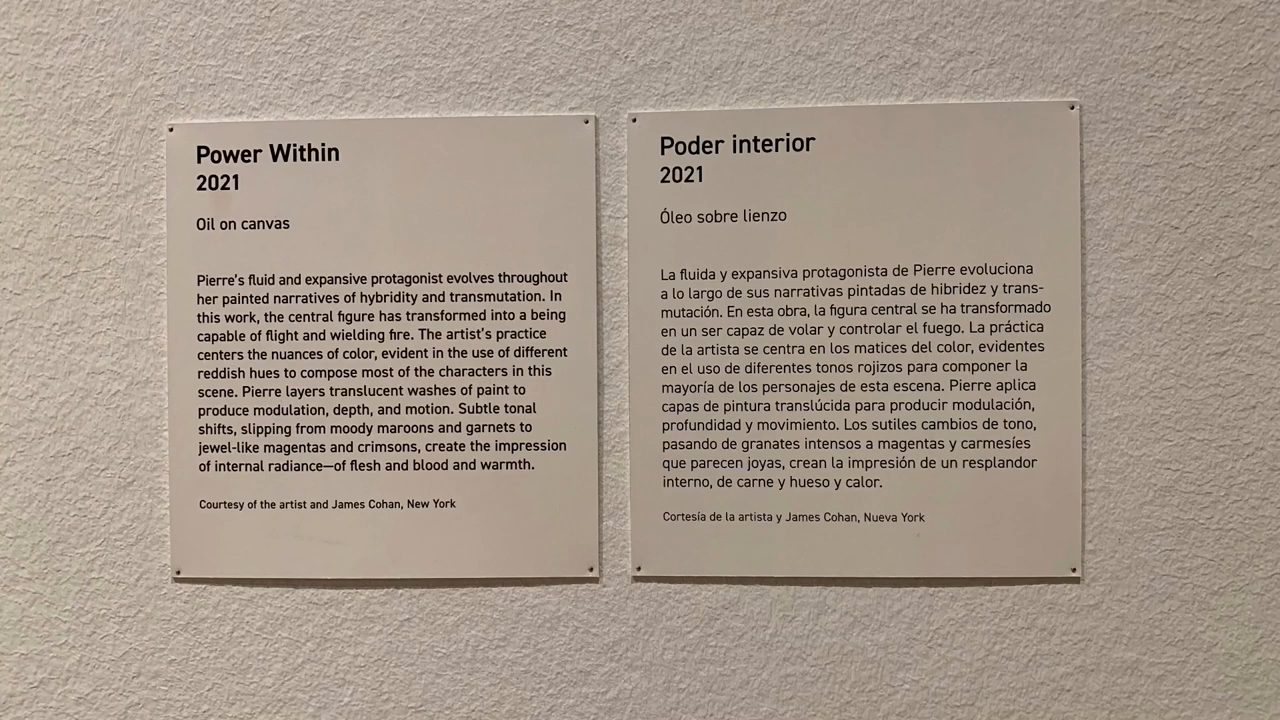 Power Within
2021
Oil on canvas
Pierre's fluid and expansive protagonist evolves throughout
her painted narratives of hybridity and transmutation. In
this work, the central figure has transformed into a being
capable of flight and wielding fire. The artist's practice
centers the nuances of color, evident in the use of different
reddish hues to compose most of the characters in this
scene. Pierre layers translucent washes of paint to
produce modulation, depth, and motion. Subtle tonal
shifts, slipping from moody maroons and garnets to
jewel-like magentas and crimsons, create the impression
of internal radiance—of flesh and blood and warmth.
Courtesy of the artist and James Cohan, New York
Poder interior
2021
Óleo sobre lienzo
La fluida y expansiva protagonista de Pierre evoluciona
a lo largo de sus narrativas pintadas de hibridez y trans-
mutación. En esta obra, la figura central se ha transformado
en un ser capaz de volar y controlar el fuego. La práctica
de la artista se centra en los matices del color, evidentes
en el uso de diferentes tonos rojizos para componer la
mayoría de los personajes de esta escena. Pierre aplica
capas de pintura translúcida para producir modulación,
profundidad y movimiento. Los sutiles cambios de tono,
pasando de granates intensos a magentas y carmesíes
que parecen joyas, crean la impresión de un resplandor
interno, de carne y hueso y calor.
Cortesía de la artista y James Cohan, Nueva York